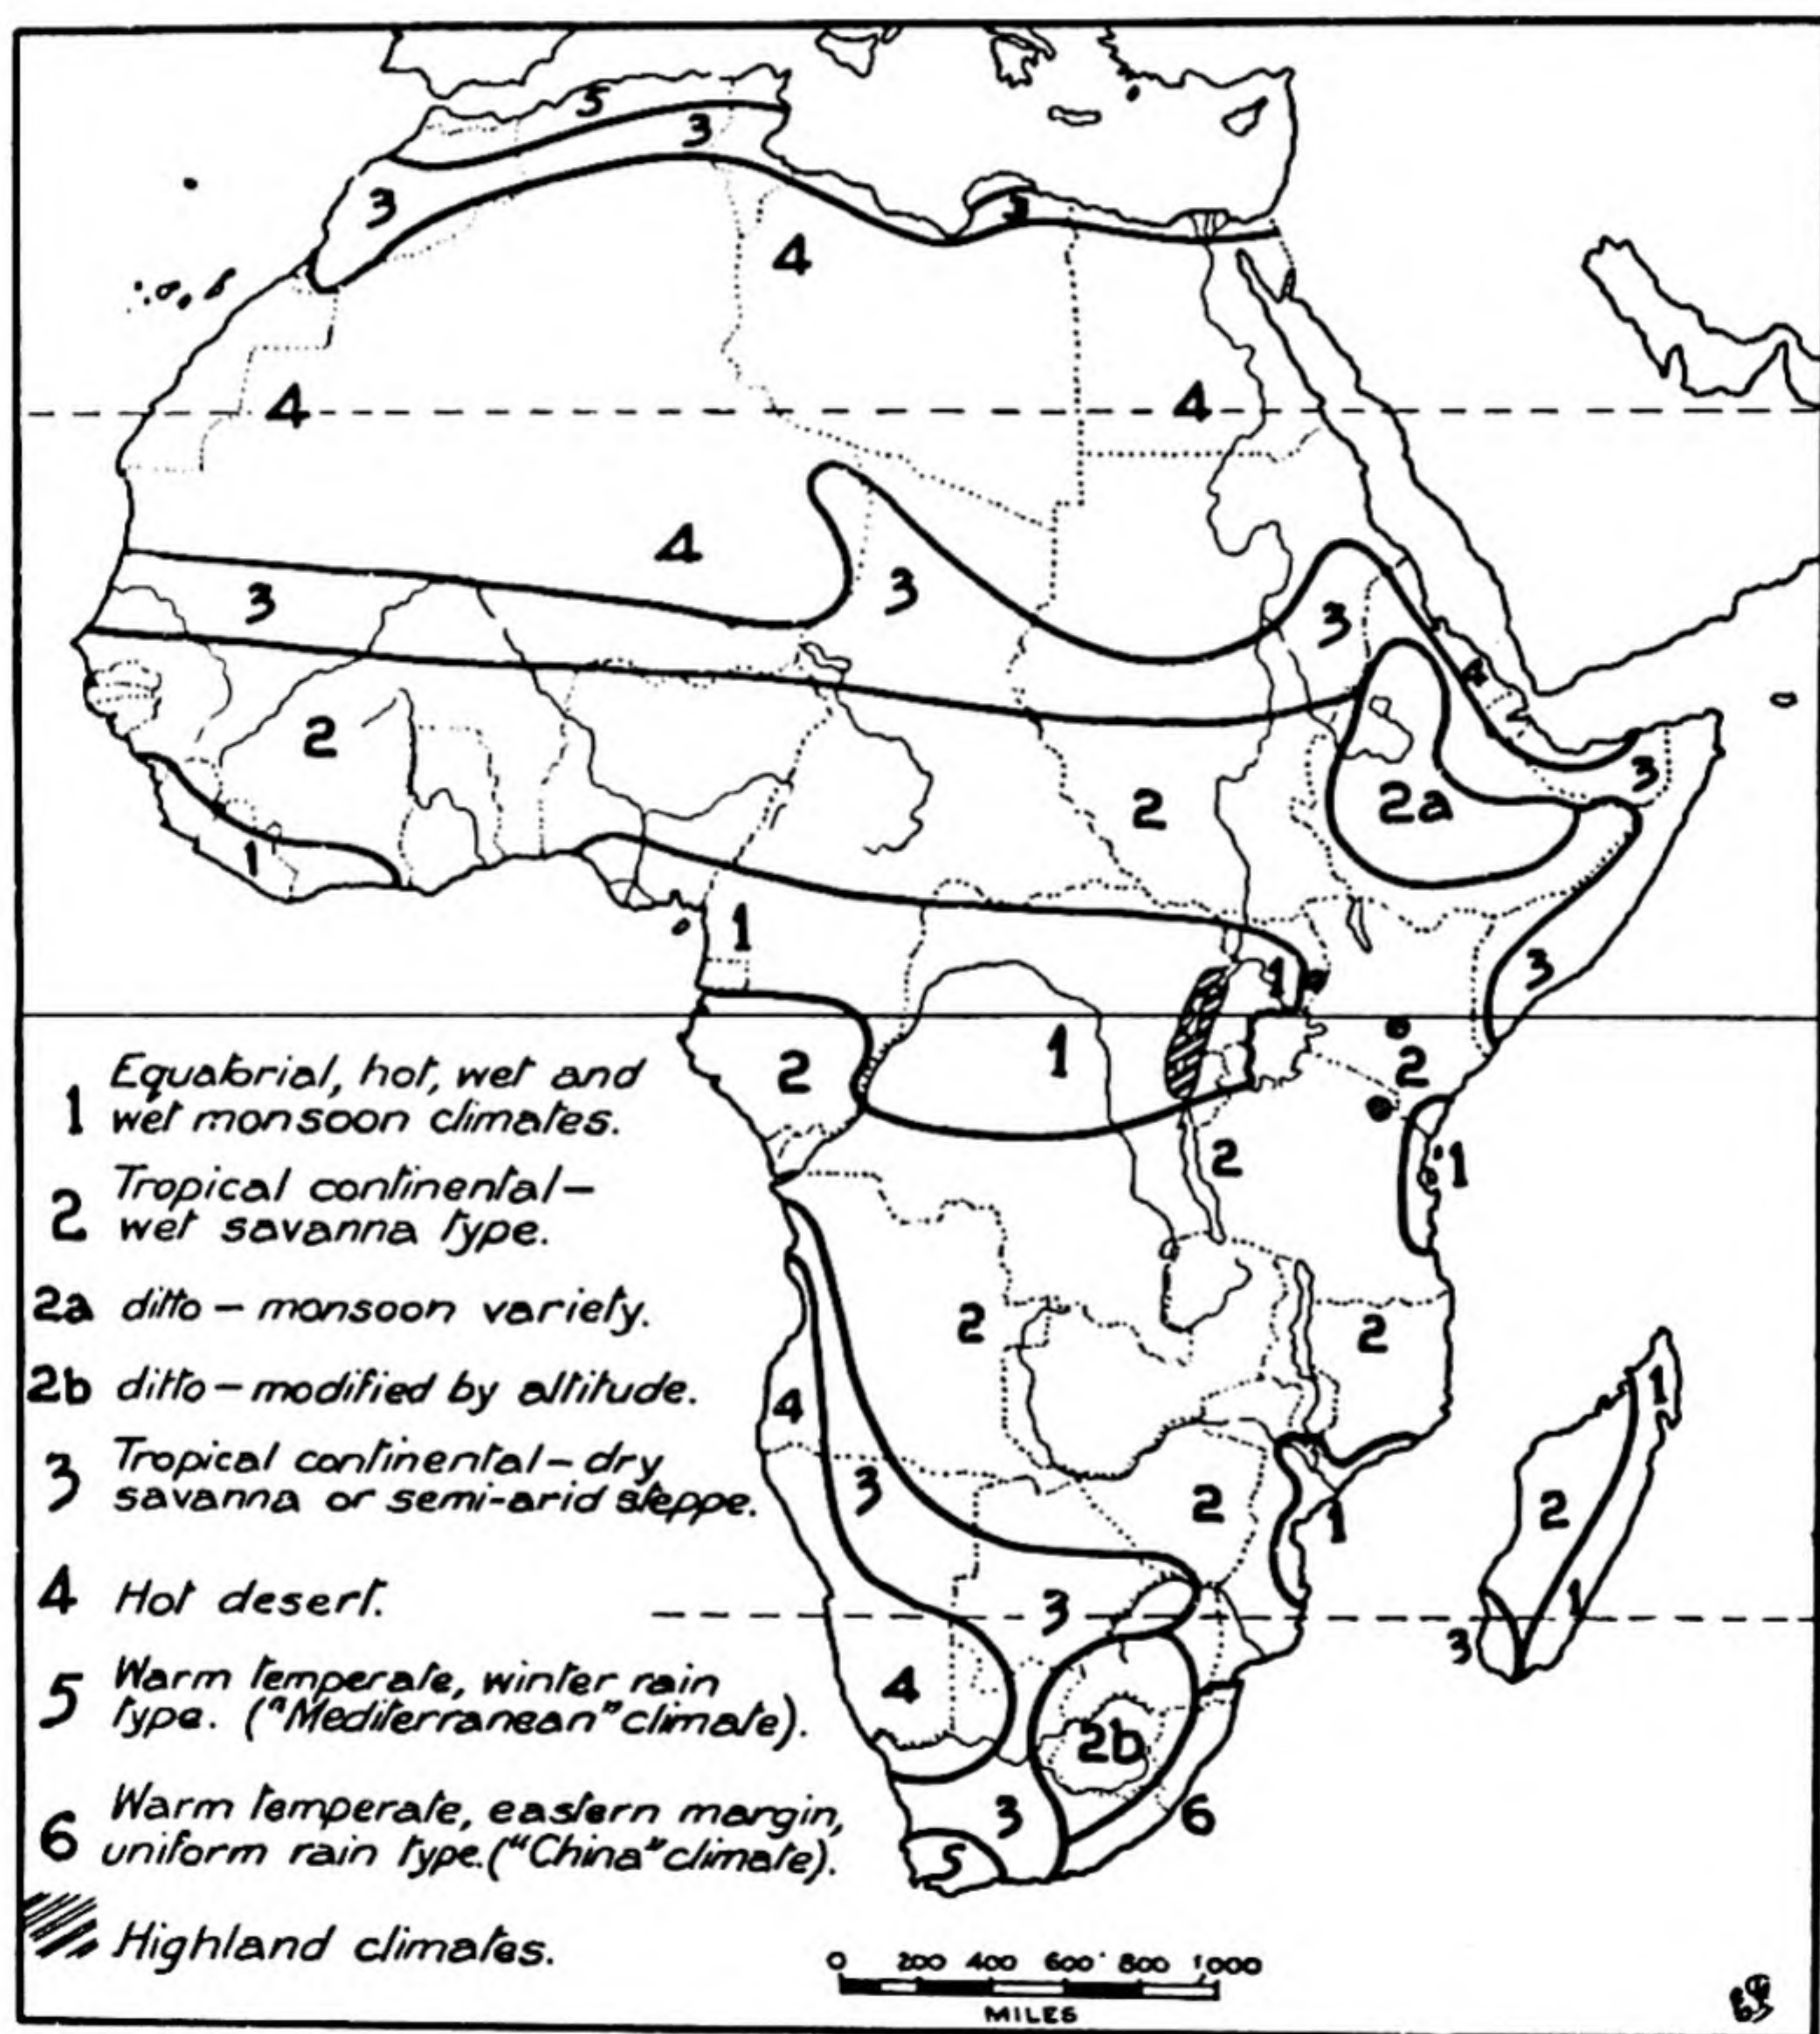 5
3
3
3
4
4
4
4
3
3
3
4
2
3
2
2a
1
1
3
1
2
1
2
2
1
2
2
1
4
3
2
2
1
3
1
3
4
2b
3
6
5
1 Equatorial, hot, wet and
wet monsoon climates.
2 Tropical continental—
wet savanna type.
2a ditto — monsoon variety.
2b ditto — modified by altitude.
3 Tropical continental — dry
savanna or semi-arid steppe.
4 Hot desert.
5 Warm temperate, winter rain
type. ("Mediterranean" climate).
6 Warm temperate, eastern margin,
uniform rain type. ("China" climate).
Highland climates.
0 200 400 600 800 1000
MILES